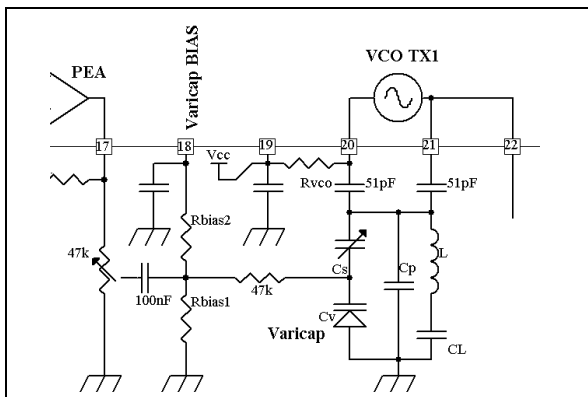 VCO TX1
PEA
Varicap BIAS
17
18
19
20
21
22
Vcc
Rvco
51pF
51pF
Rbias2
47k
100nF
47k
Cs
Cp
L
Rbias1
Cv
Varicap
CL